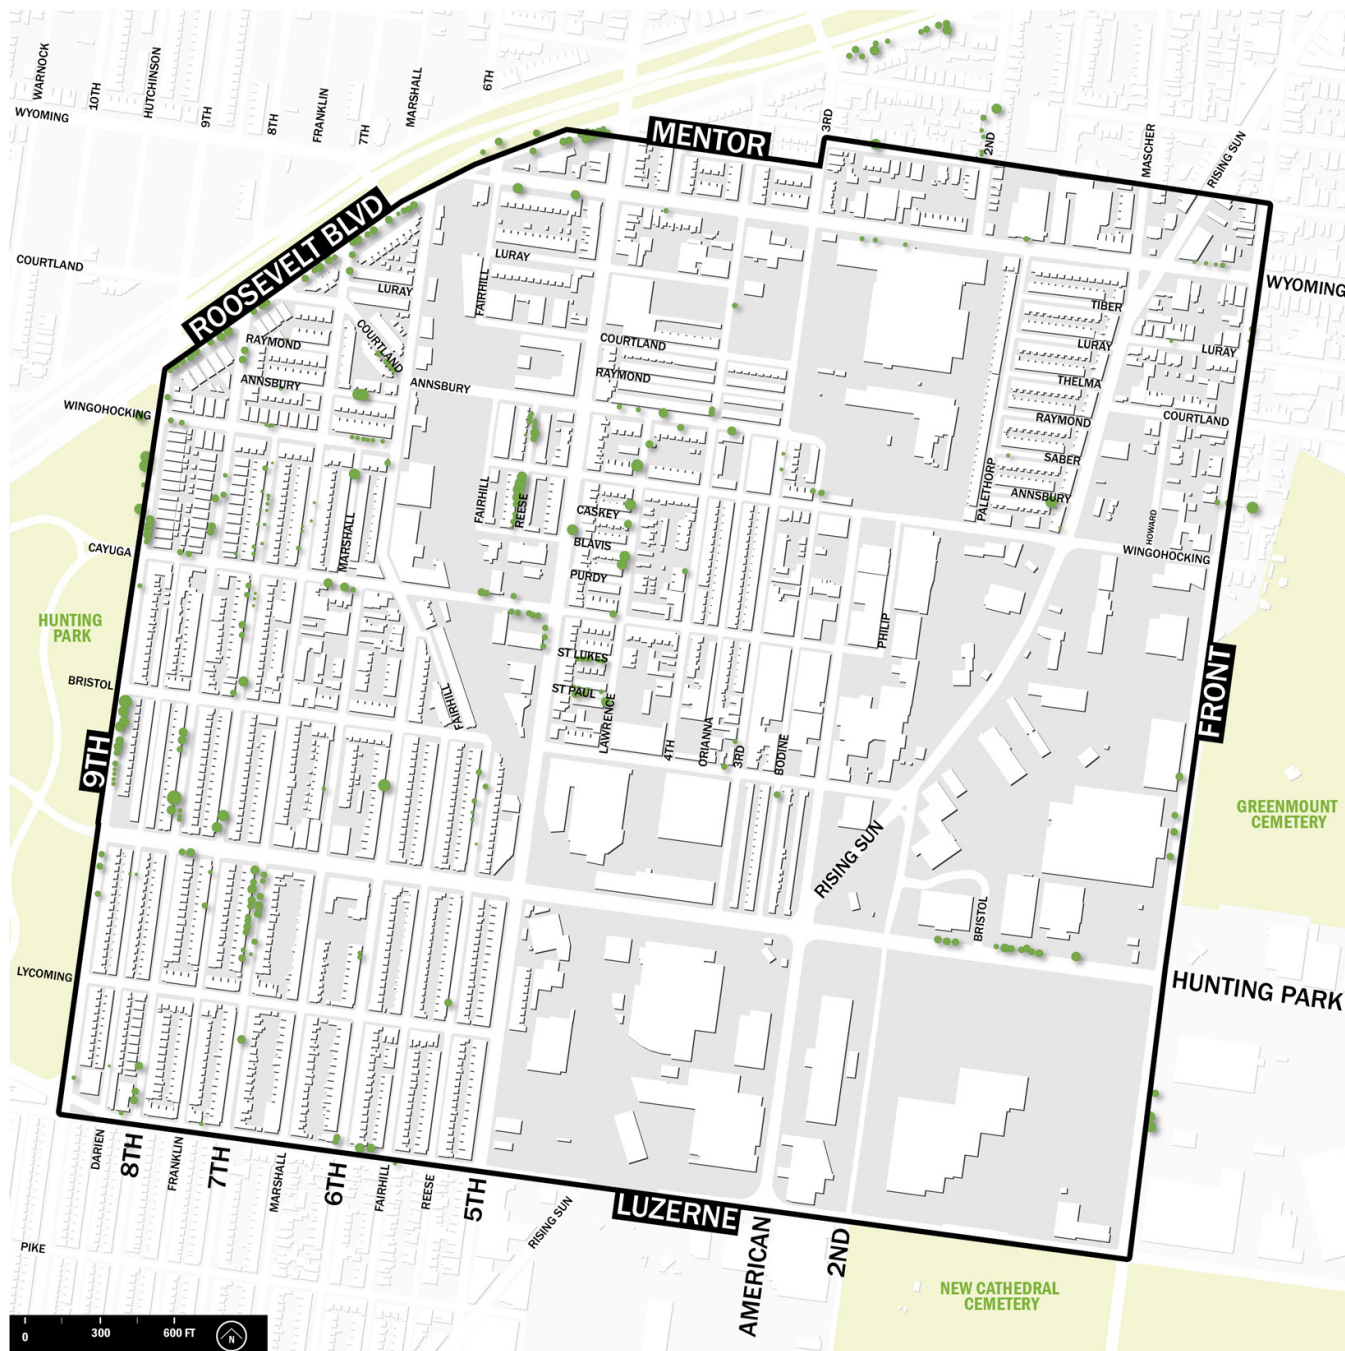 WARNOCK
10TH
HUTCHINSON
9TH
8TH
FRANKLIN
7TH
MARSHALL
6TH
WYOMING
3RD
2ND
MASCHER
RISING SUN
MENTOR
ROOSEVELT BLVD
COURTLAND
WYOMING
LURAY
FAIRHILL
LURAY
COURTLAND
RAYMOND
ANNSBURY
ANNSBURY
COURTLAND
RAYMOND
TIBER
LURAY
LURAY
THELMA
RAYMOND
COURTLAND
SABER
ANNSBURY
PALETHORP
HOWARD
WINGOHOCKING
WINGOHOCKING
FAIRHILL
REESE
CASKEY
BLAVIS
PURDY
MARSHALL
CAYUGA
HUNTING
PARK
PHILIP
ST LUKES
ST PAUL
LAWRENCE
BRISTOL
FAIRHILL
4TH
ORIANNA
3RD
BODINE
9TH
FRONT
GREENMOUNT
CEMETERY
RISING SUN
BRISTOL
LYCOMING
HUNTING PARK
DARIEN
8TH
FRANKLIN
7TH
MARSHALL
6TH
FAIRHILL
REESE
5TH
RISING SUN
LUZERNE
AMERICAN
2ND
PIKE
NEW CATHEDRAL
CEMETERY
0
300
600 FT
N